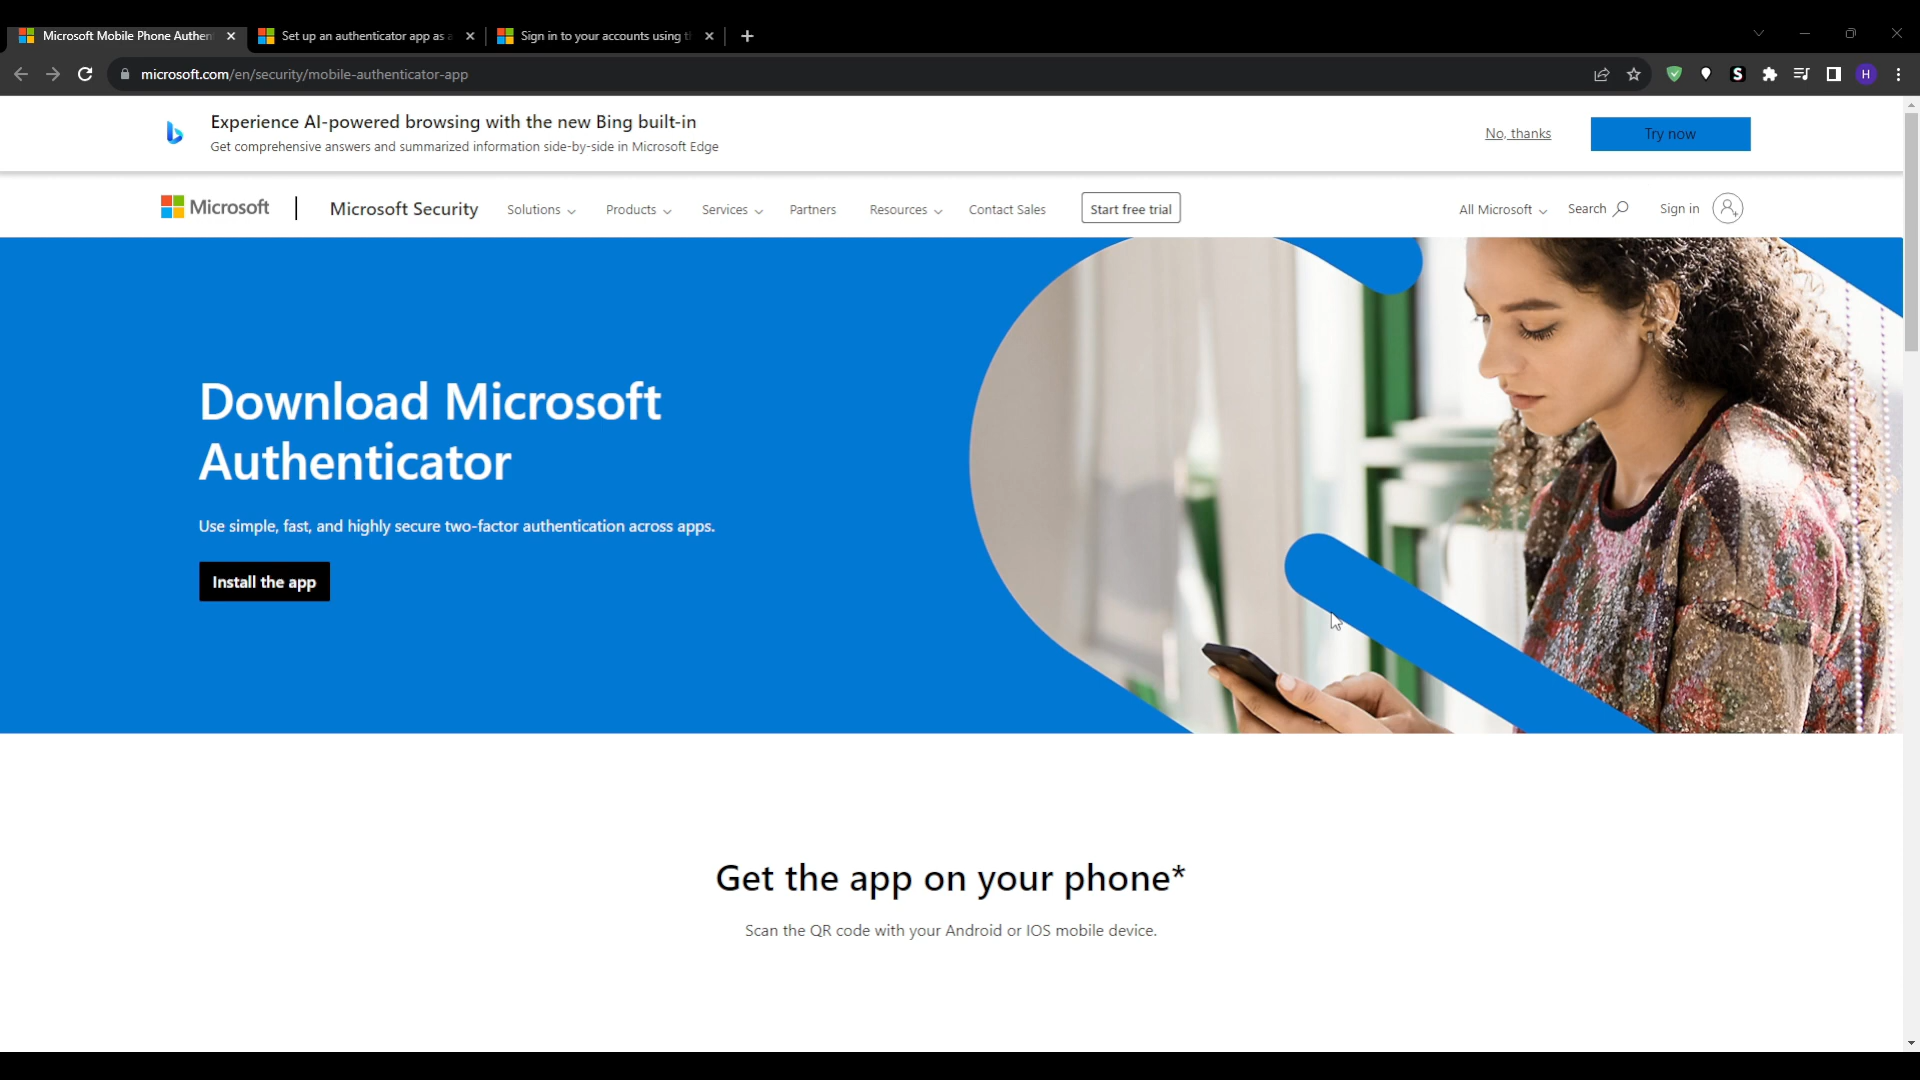 Microsoft Mobile Phone Authen
Set up an authenticator app as a
Sign in to your accounts using t
microsoft.com/en/security/mobile-authenticator-app
S
H
Experience AI-powered browsing with the new Bing built-in
Get comprehensive answers and summarized information side-by-side in Microsoft Edge
No, thanks
Try now
Microsoft
Microsoft Security
Solutions
Products
Services
Partners
Resources
Contact Sales
Start free trial
All Microsoft
Search
Sign in
Download Microsoft
Authenticator
Use simple, fast, and highly secure two-factor authentication across apps.
Install the app
Get the app on your phone*
Scan the QR code with your Android or IOS mobile device.